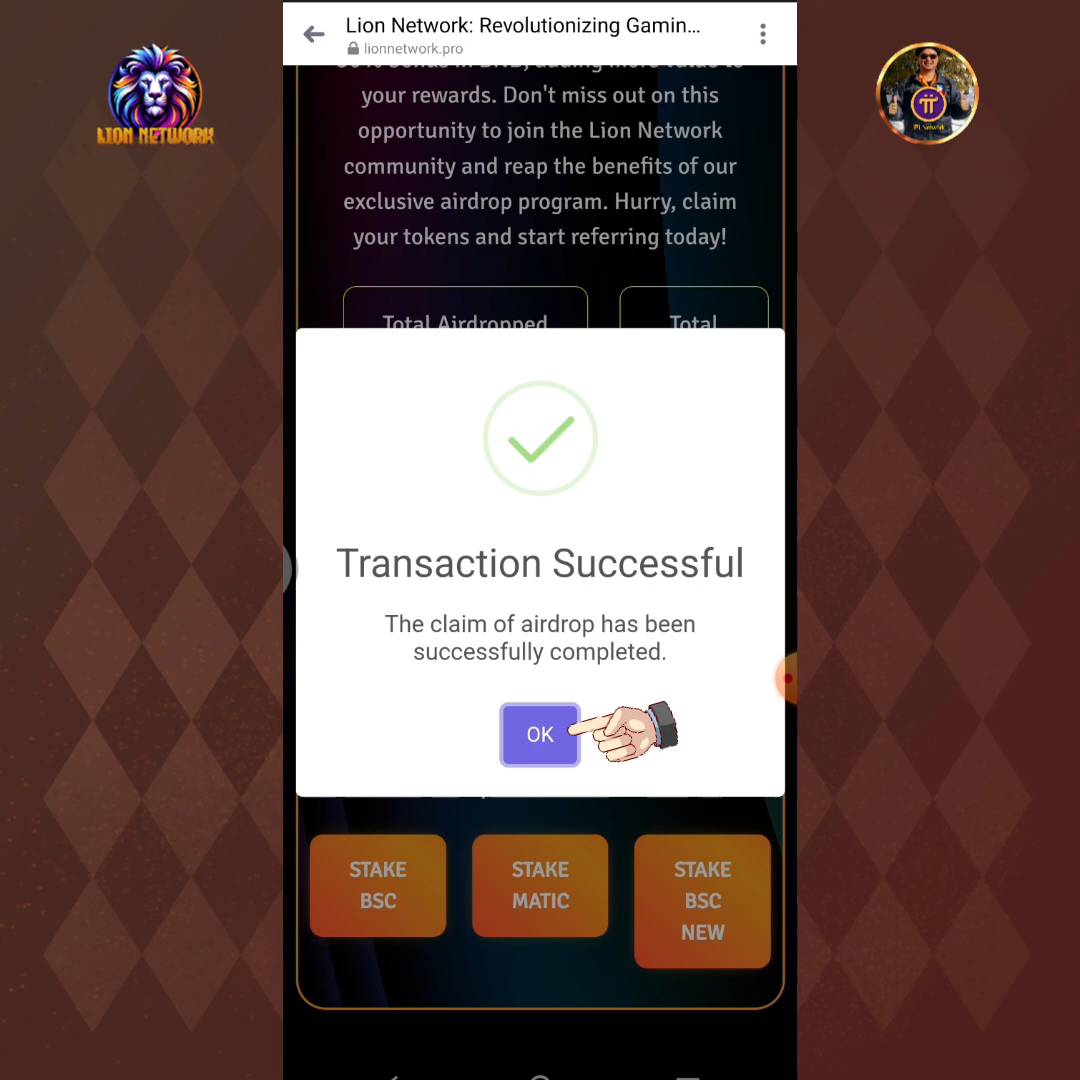 Lion Network: Revolutionizing Gamin...
lionnetwork.pro
LION NETWORK
your rewards. Don't miss out on this
opportunity to join the Lion Network
community and reap the benefits of our
exclusive airdrop program. Hurry, claim
your tokens and start referring today!
Total Airdropped
Total
Transaction Successful
The claim of airdrop has been
successfully completed.
OK
STAKE
BSC
STAKE
MATIC
STAKE
BSC
NEW